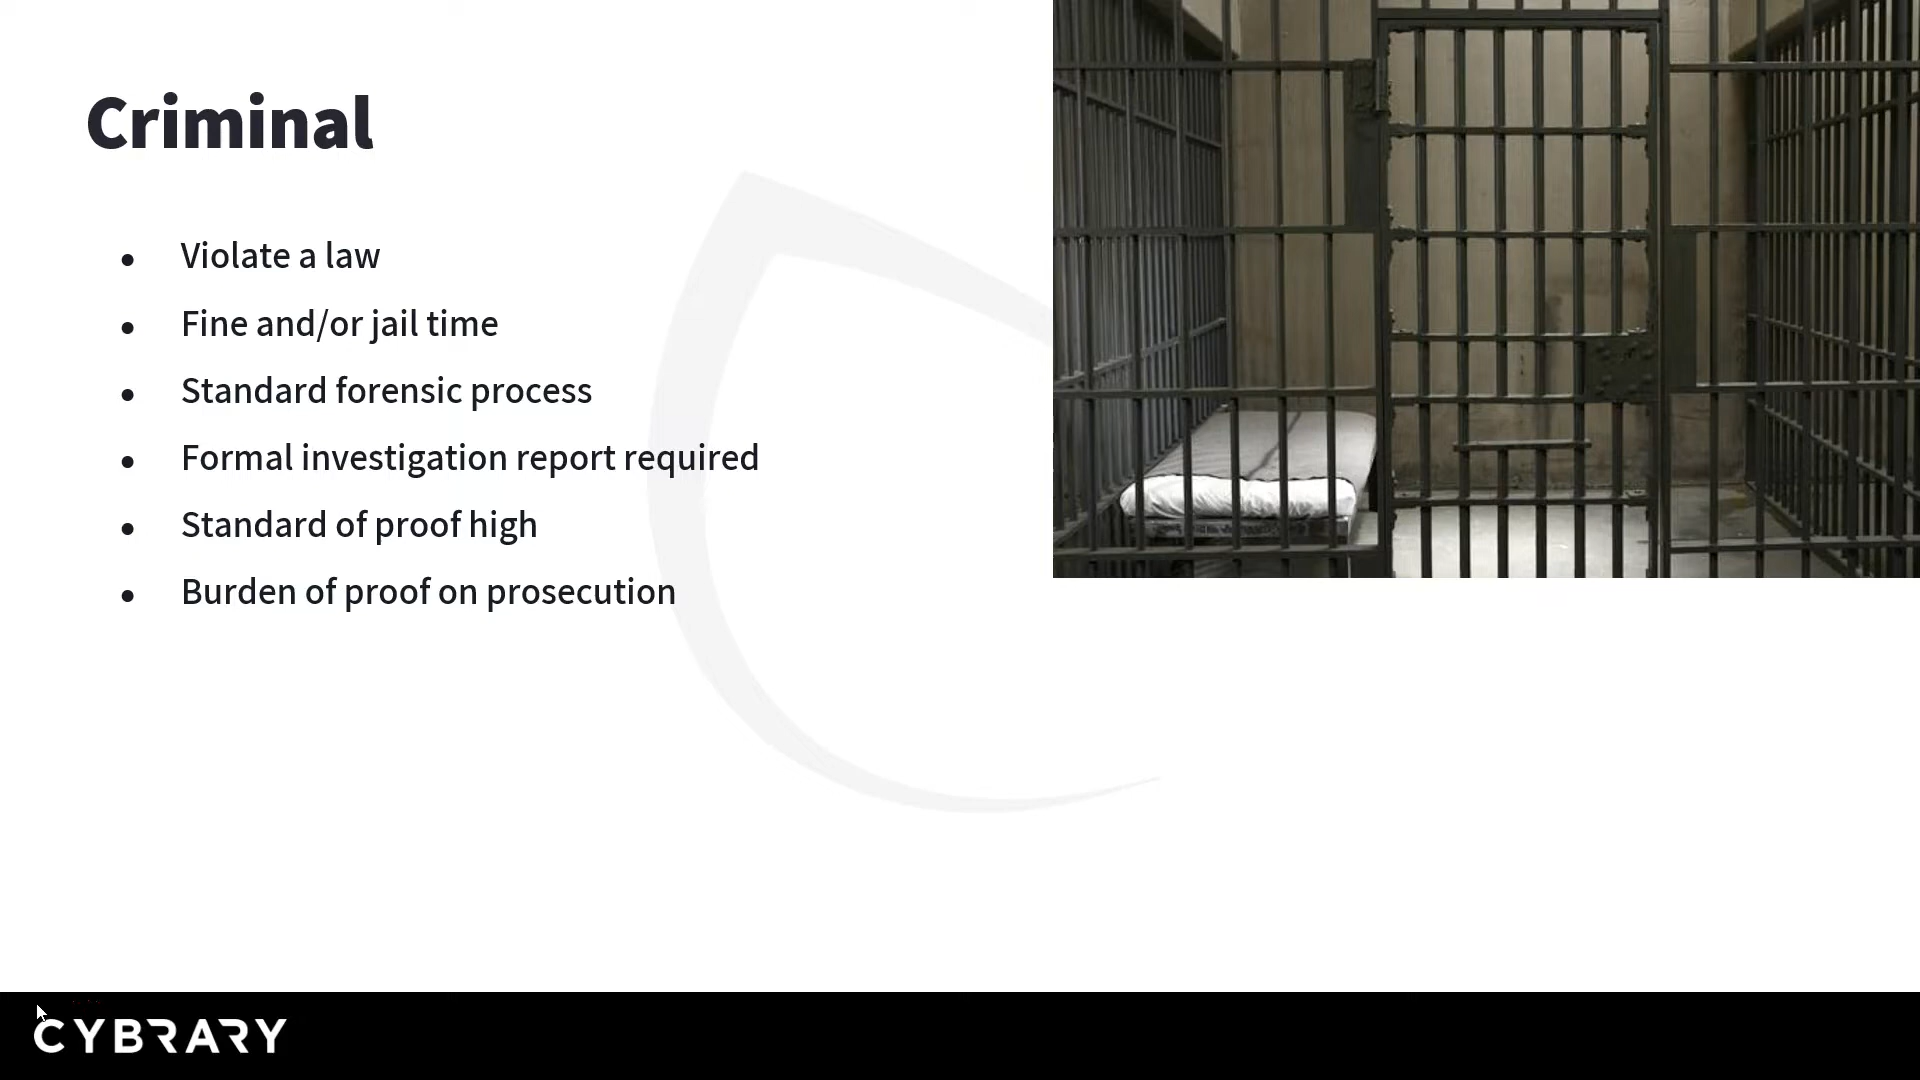 Criminal
Violate a law
Fine and/or jail time
Standard forensic process
Formal investigation report required
Standard of proof high
Burden of proof on prosecution
CYBRARY